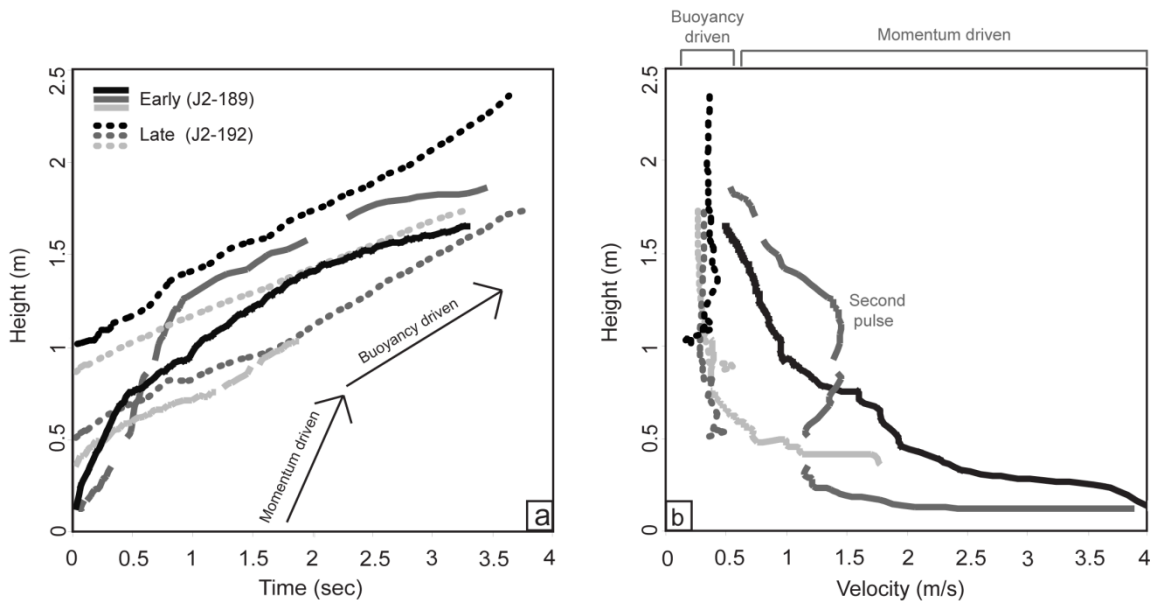 Early (J2-189)
Late (J2-192)
Height (m)
2.5
2
1.5
1
0.5
0
Momentum driven
Buoyancy driven
a
0
0.5
1
1.5
2
2.5
3
3.5
4
Time (sec)
Buoyancy
driven
Momentum driven
Height (m)
2.5
2
1.5
1
0.5
0
Second
pulse
b
0
0.5
1
1.5
2
2.5
3
3.5
4
Velocity (m/s)